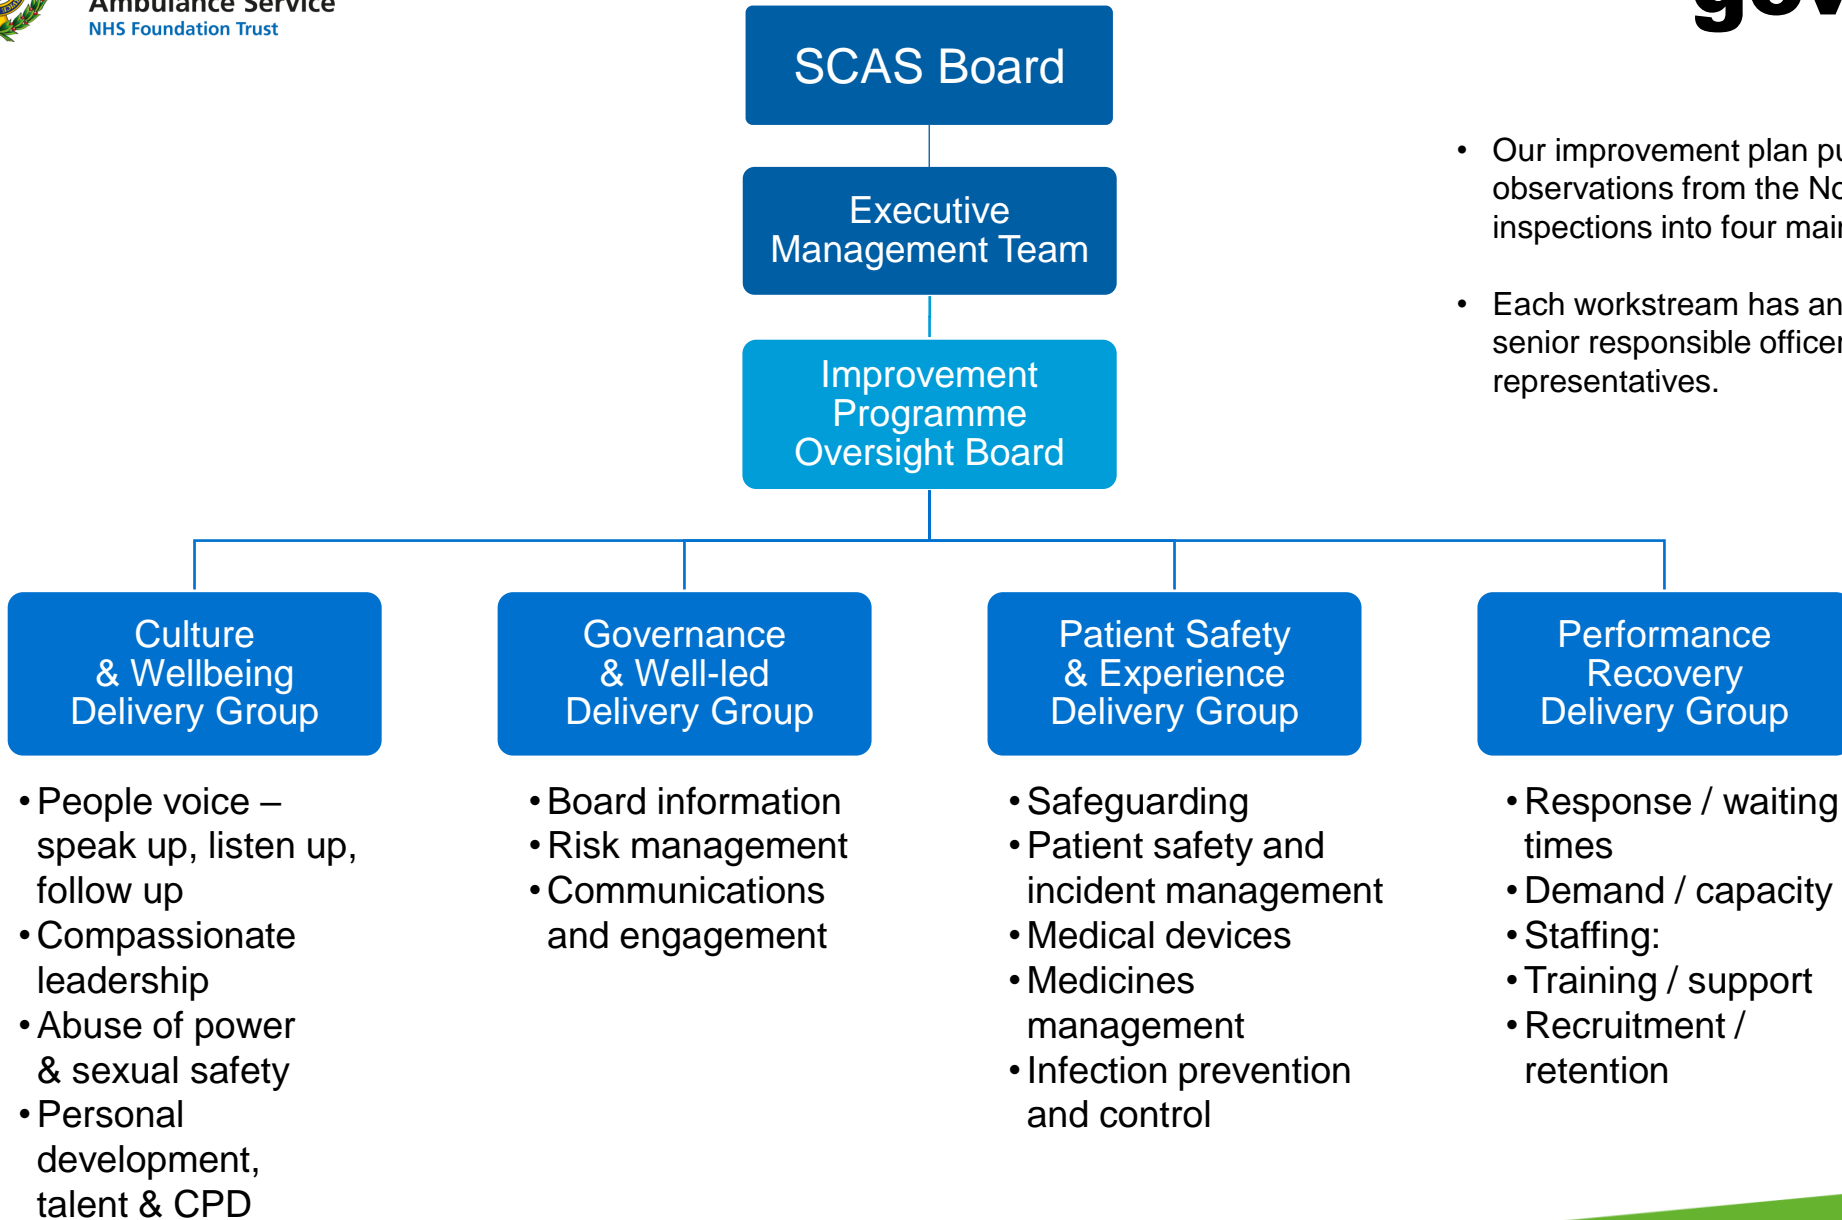 Ambulance Service
NHS Foundation Trust
SCAS Board
Executive
Management Team
Improvement
Programme
Oversight Board
• Our improvement plan
observations from the
inspections into four
• Each workstream has an
senior responsible
representatives.
Culture
& Wellbeing
Delivery Group
• People voice –
speak up, listen up,
follow up
• Compassionate
leadership
• Abuse of power
& sexual safety
• Personal
development,
talent & CPD
Governance
& Well-led
Delivery Group
• Board information
• Risk management
• Communications
and engagement
Patient Safety
& Experience
Delivery Group
• Safeguarding
• Patient safety and
incident management
• Medical devices
• Medicines
management
• Infection prevention
and control
Performance
Recovery
Delivery Group
• Response / waiting
times
• Demand / capacity
• Staffing:
• Training / support
• Recruitment /
retention